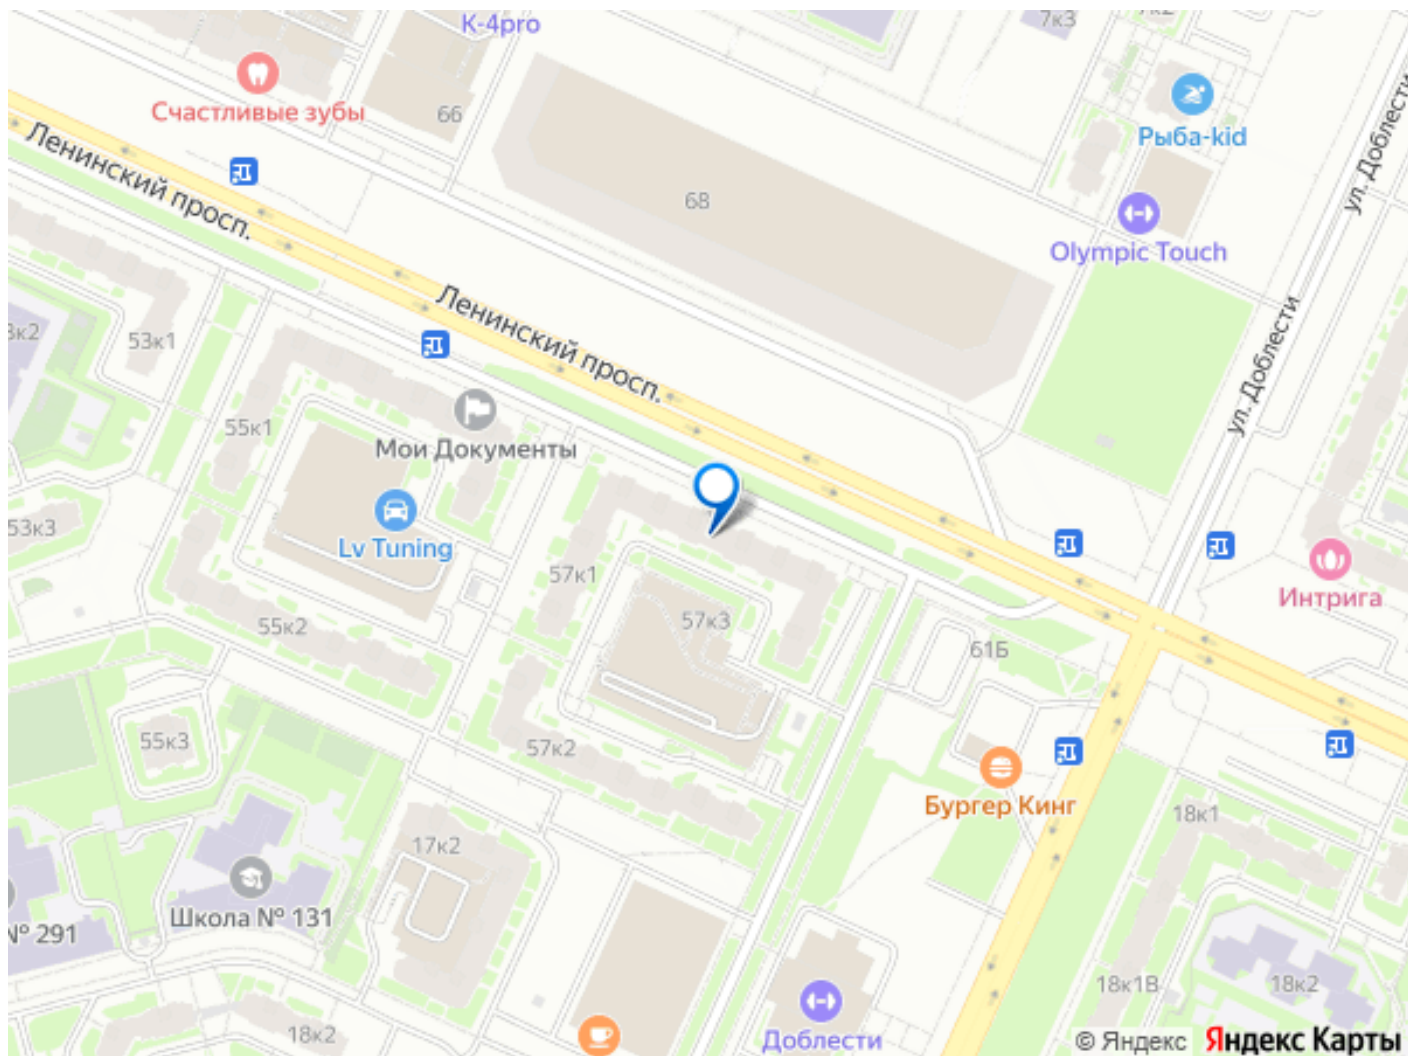 К-4pro
7к3
Счастливые зубы
66
Рыба-kid
ул. Доблести
Ленинский просп.
68
Olympic Touch
Ленинский просп.
53к1
ул. Доблести
55к1
Мои Документы
53к3
Lv Tuning
57к1
Интрига
55к2
57к3
61Б
55к3
57к2
Бургер Кинг
18к1
17к2
Школа № 131
№ 291
18к1В
18к2
18к2
Доблести
© Яндекс Яндекс Карты